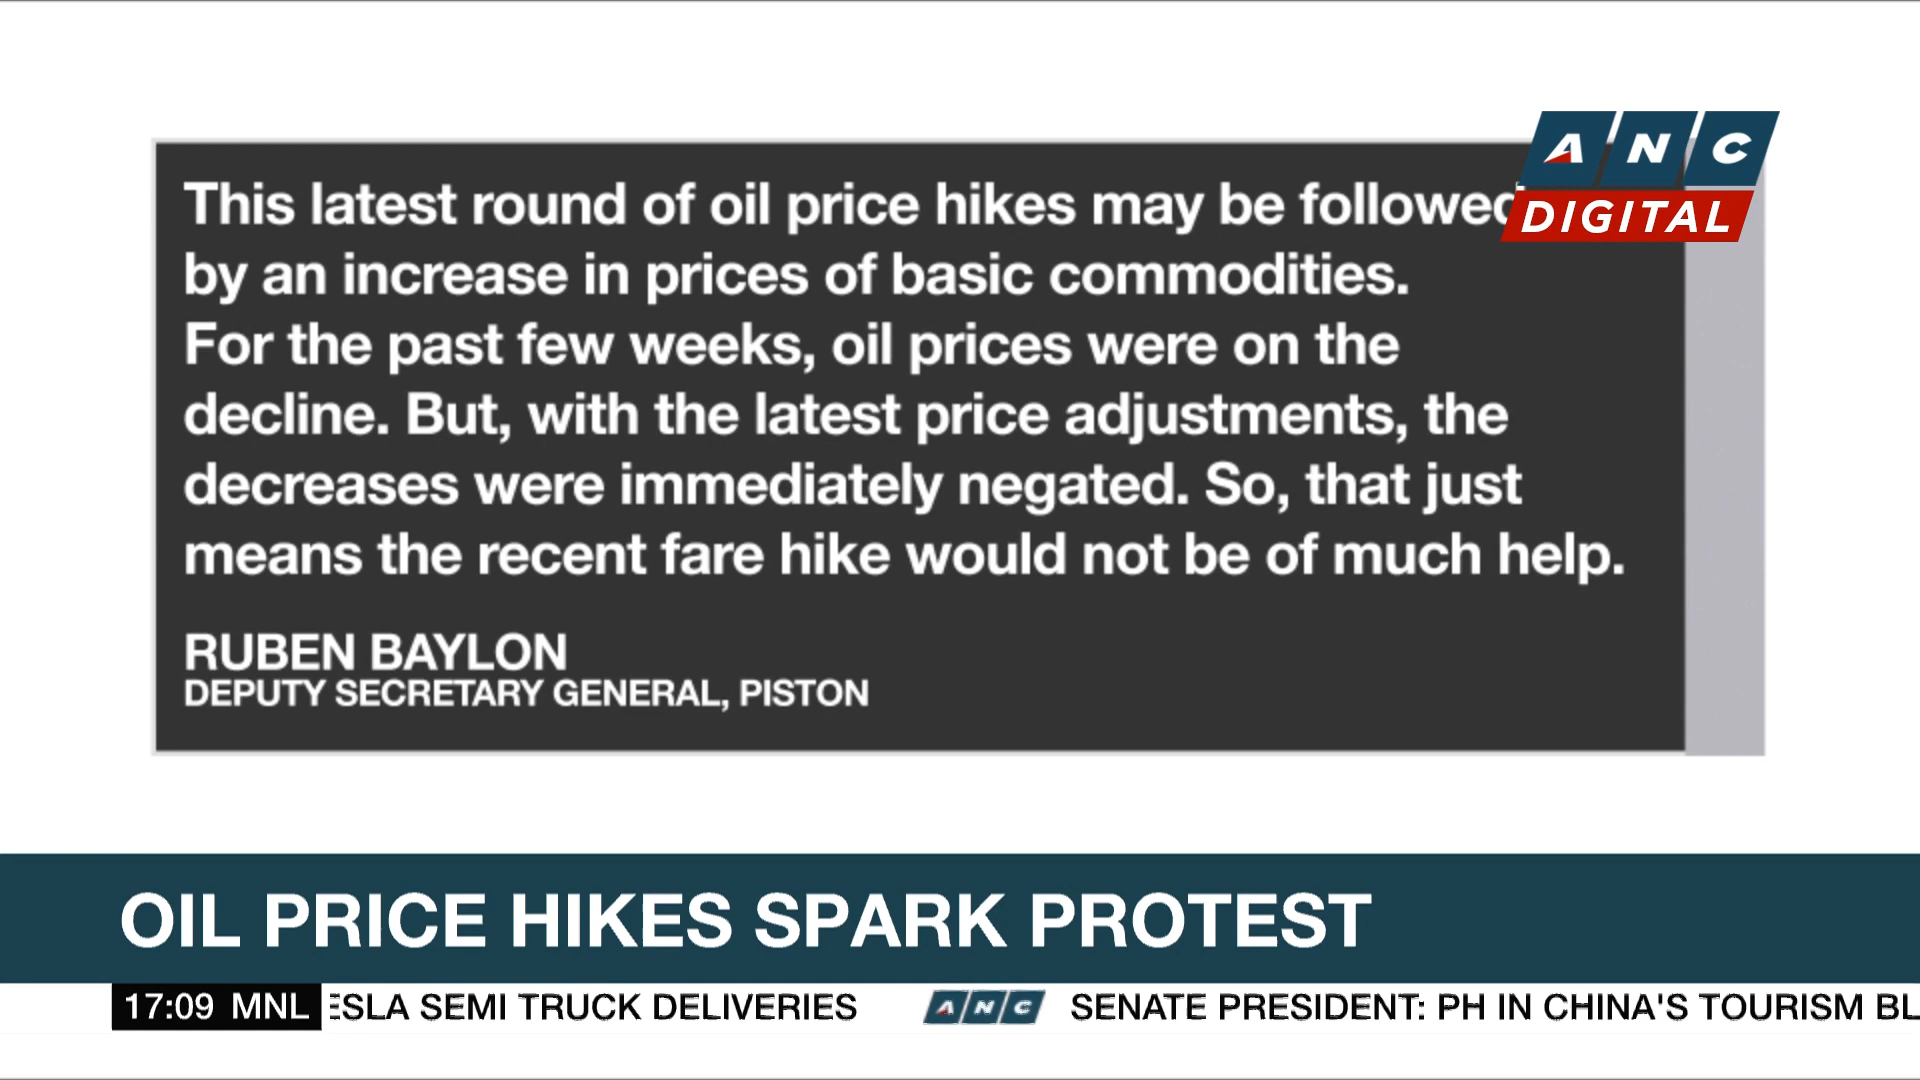 ANC
DIGITAL
This latest round of oil price hikes may be followed
by an increase in prices of basic commodities.
For the past few weeks, oil prices were on the
decline. But, with the latest price adjustments, the
decreases were immediately negated. So, that just
means the recent fare hike would not be of much help.
RUBEN BAYLON
DEPUTY SECRETARY GENERAL, PISTON
OIL PRICE HIKES SPARK PROTEST
17:09 MNL ESLA SEMI TRUCK DELIVERIES ANC SENATE PRESIDENT: PH IN CHINA'S TOURISM BL